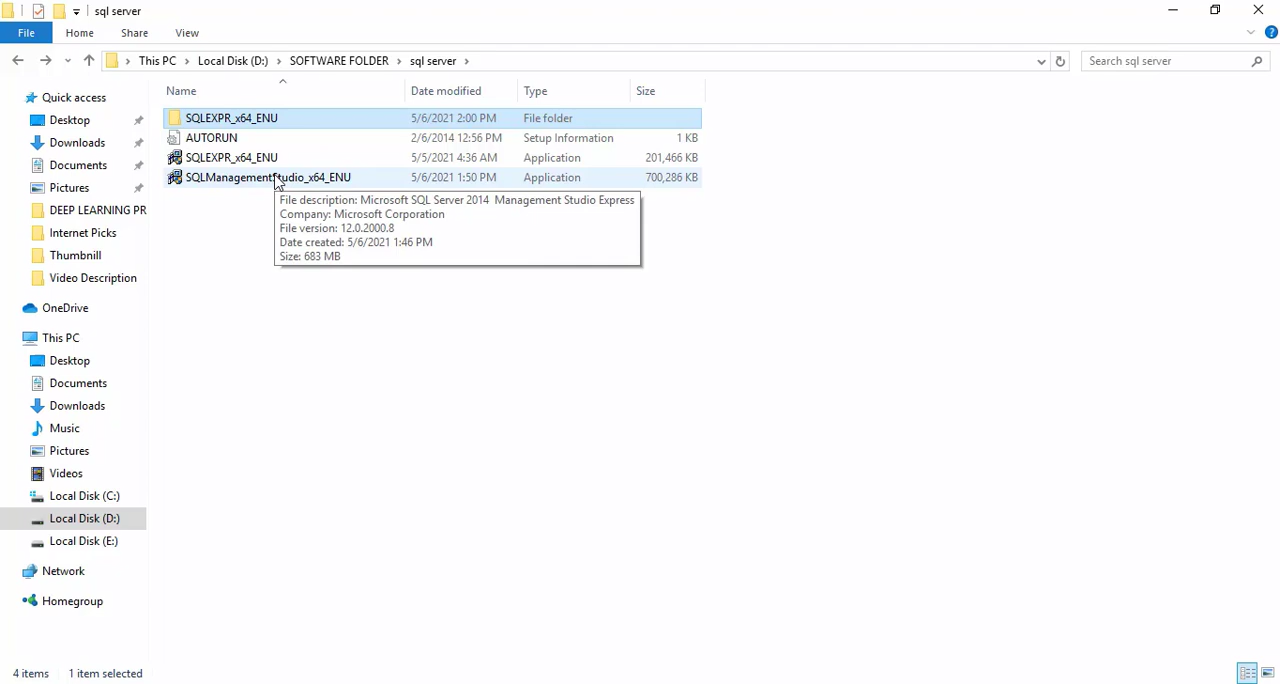 sql server
File Home Share View
This PC Local Disk (D:) SOFTWARE FOLDER sql server Search sql server
Name Date modified Type Size
SQLEXPR_x64_ENU 5/6/2021 2:00 PM File folder
AUTORUN 2/6/2014 12:56 PM Setup Information 1 KB
SQLEXPR_x64_ENU 5/5/2021 4:36 AM Application 201,466 KB
SQLManagementStudio_x64_ENU 5/6/2021 1:50 PM Application 700,286 KB
File description: Microsoft SQL Server 2014 Management Studio Express
Company: Microsoft Corporation
File version: 12.0.2000.8
Date created: 5/6/2021 1:46 PM
Size: 683 MB
Quick access
Desktop
Downloads
Documents
Pictures
DEEP LEARNING PR
Internet Picks
Thumbnill
Video Description
OneDrive
This PC
Desktop
Documents
Downloads
Music
Pictures
Videos
Local Disk (C:)
Local Disk (D:)
Local Disk (E:)
Network
Homegroup
4 items 1 item selected